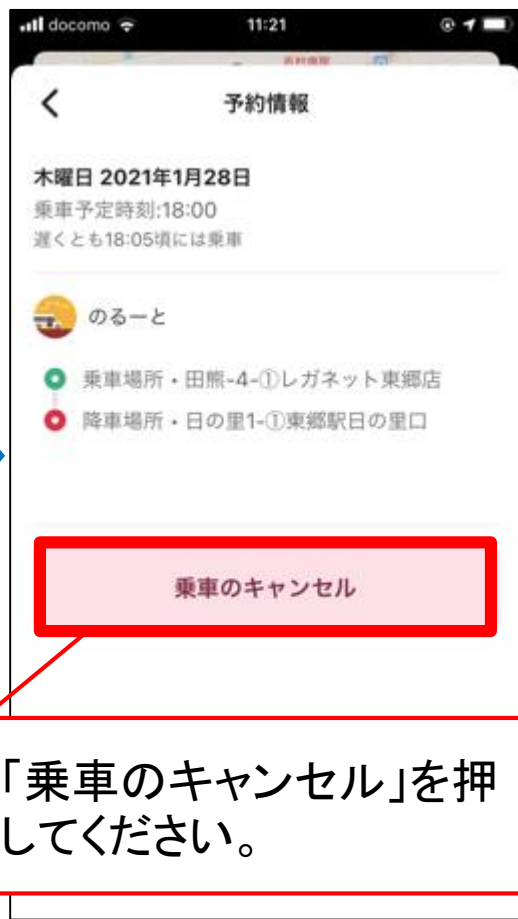 docomo 11:21
予約情報
木曜日 2021年1月28日
乗車予定時刻:18:00
遅くとも18:05頃には乗車
のるーと
乗車場所・田熊-4-①レガネット東郷店
降車場所・日の里1-①東郷駅日の里口
乗車のキャンセル
「乗車のキャンセル」を押
してください。